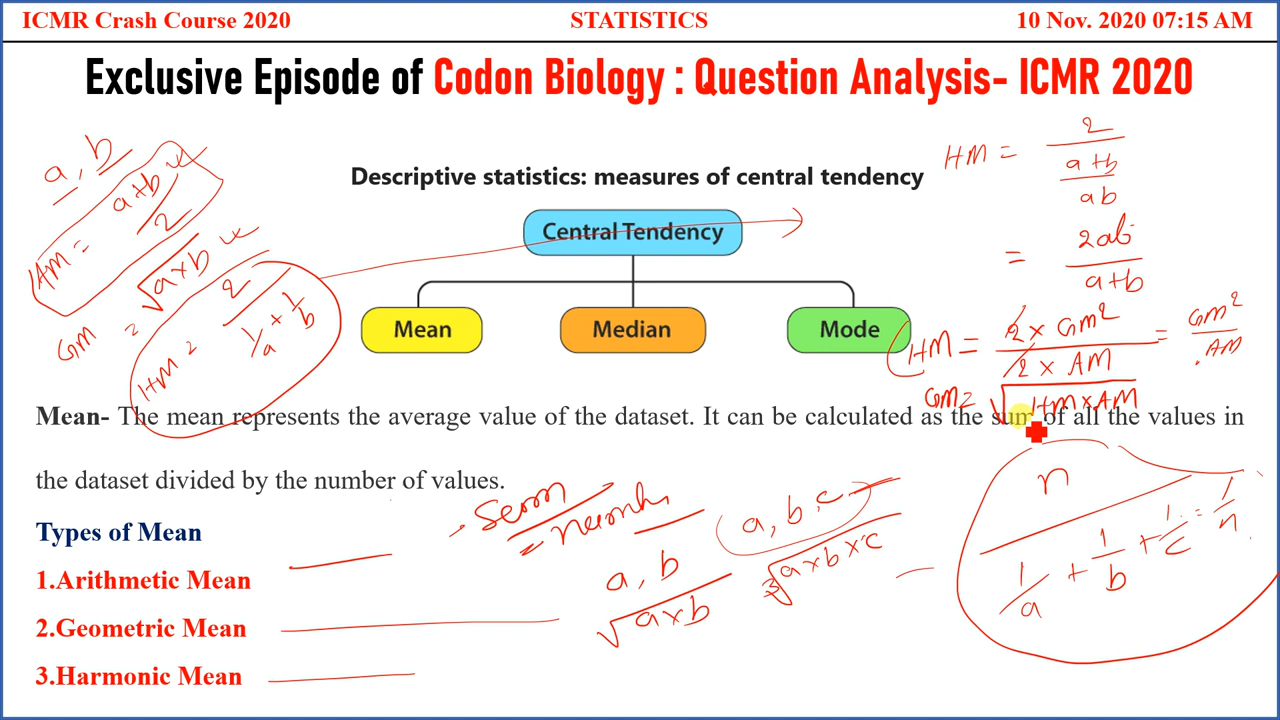 ICMR Crash Course 2020 STATISTICS 10 Nov. 2020 07:15 AM
Exclusive Episode of Codon Biology : Question Analysis- ICMR 2020
a, b
AM = a+b / 2
GM = √a×b
HM = 2 / 1/a + 1/b
Descriptive statistics: measures of central tendency
Central Tendency
Mean Median Mode
HM = 2 / a+b / ab
= 2ab / a+b
HM = 2 × GM² / 2 × AM = GM² / AM
GM = √HM×AM
Mean- The mean represents the average value of the dataset. It can be calculated as the sum of all the values in
the dataset divided by the number of values.
Types of Mean
1.Arithmetic Mean
2.Geometric Mean
3.Harmonic Mean
a, b
√a×b
a, b, c
3√a×b×c
n
1/a + 1/b + 1/c = 1/n